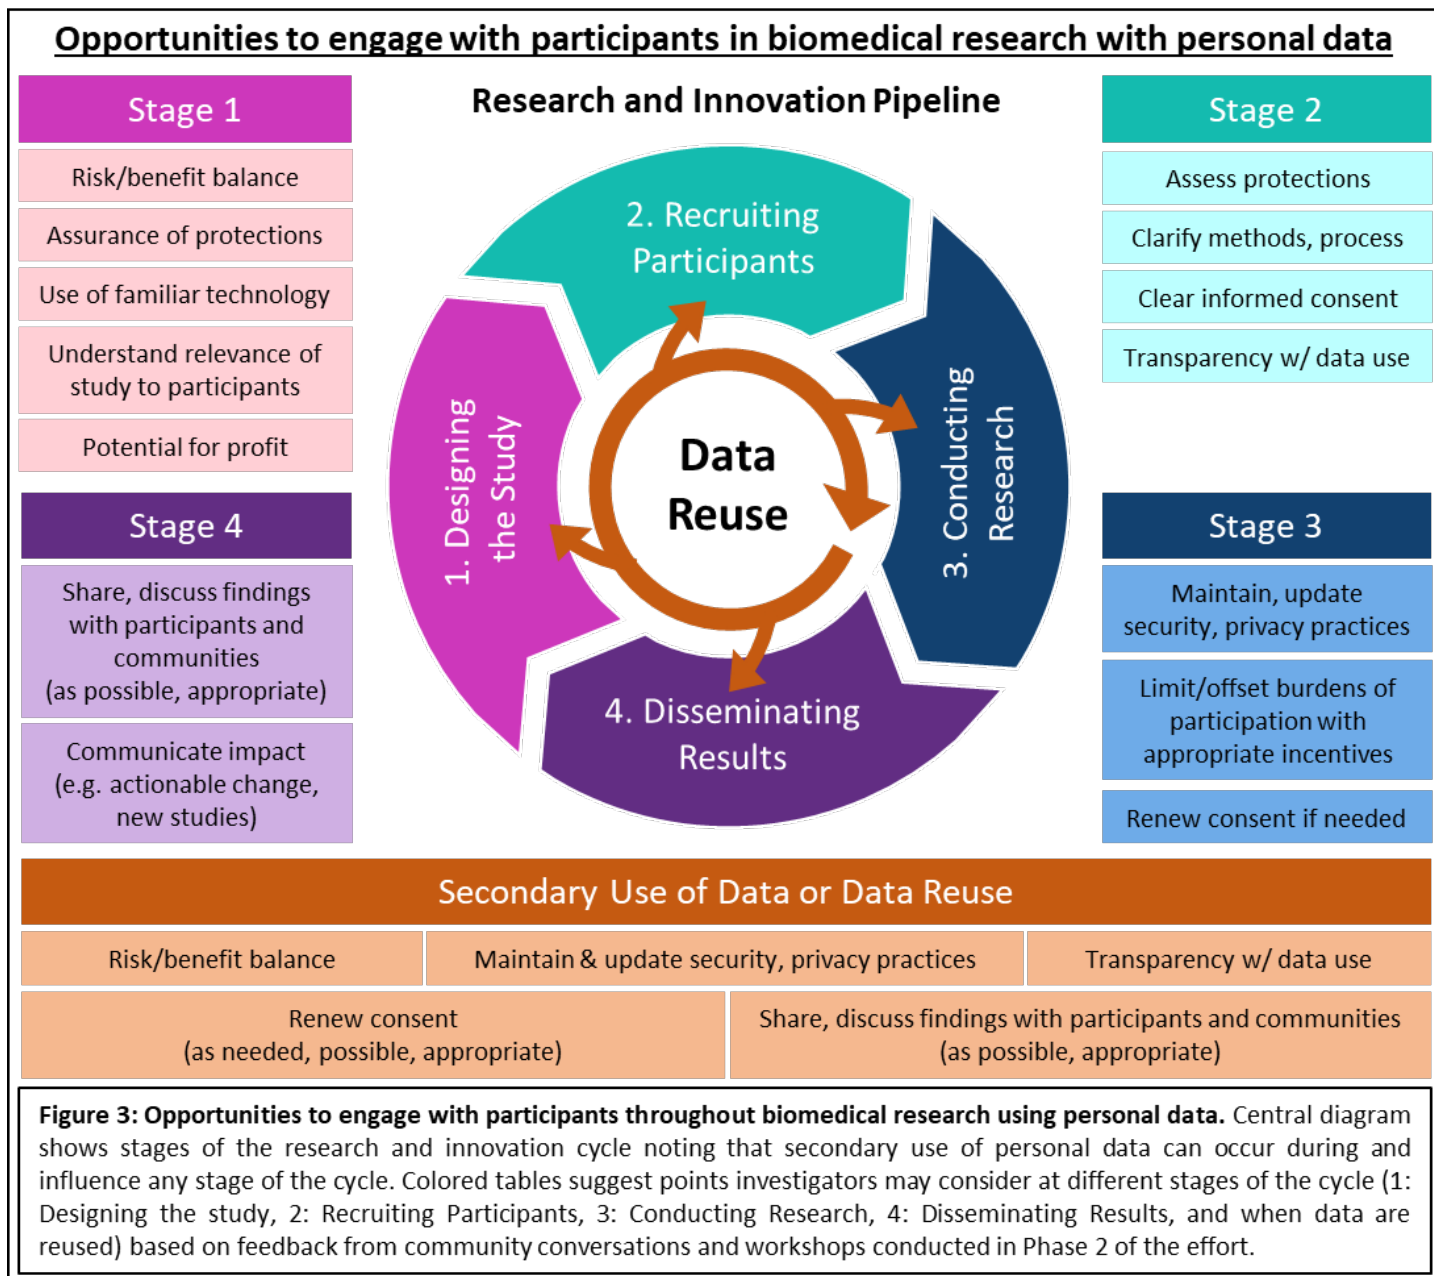 Opportunities to engage with participants in biomedical research with personal data
Research and Innovation Pipeline
Stage 1
Risk/benefit balance
Assurance of protections
Use of familiar technology
Understand relevance of
study to participants
Potential for profit
Stage 2
Assess protections
Clarify methods, process
Clear informed consent
Transparency w/ data use
1. Designing
the Study
2. Recruiting
Participants
3. Conducting
Research
4. Disseminating
Results
Data
Reuse
Stage 4
Share, discuss findings
with participants and
communities
(as possible, appropriate)
Communicate impact
(e.g. actionable change,
new studies)
Stage 3
Maintain, update
security, privacy practices
Limit/offset burdens of
participation with
appropriate incentives
Renew consent if needed
Secondary Use of Data or Data Reuse
Risk/benefit balance
Maintain & update security, privacy practices
Transparency w/ data use
Renew consent
(as needed, possible, appropriate)
Share, discuss findings with participants and communities
(as possible, appropriate)
Figure 3: Opportunities to engage with participants throughout biomedical research using personal data. Central diagram
shows stages of the research and innovation cycle noting that secondary use of personal data can occur during and
influence any stage of the cycle. Colored tables suggest points investigators may consider at different stages of the cycle (1:
Designing the study, 2: Recruiting Participants, 3: Conducting Research, 4: Disseminating Results, and when data are
reused) based on feedback from community conversations and workshops conducted in Phase 2 of the effort.